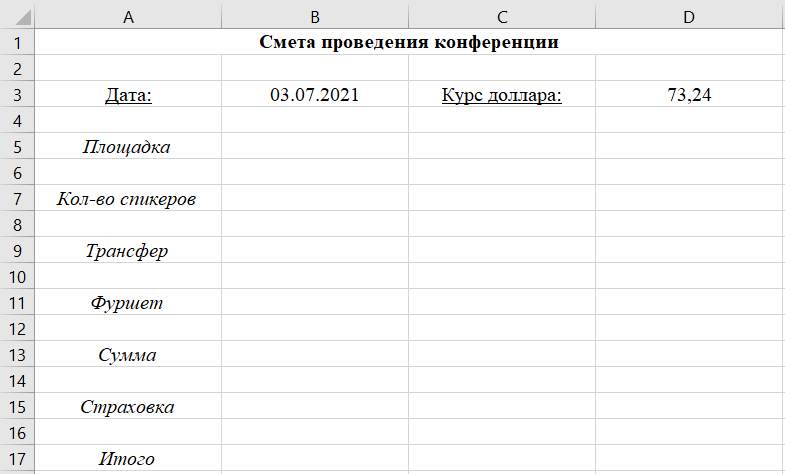 A B C D
1 Смета проведения конференции
2
3 Дата: 03.07.2021 Курс доллара: 73,24
4
5 Площадка
6
7 Кол-во спикеров
8
9 Трансфер
10
11 Фуршет
12
13 Сумма
14
15 Страховка
16
17 Итого